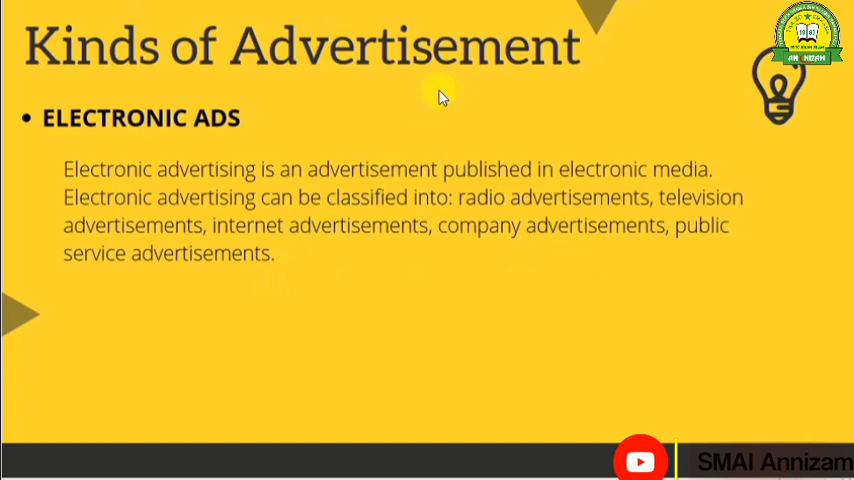 Kinds of Advertisement
ELECTRONIC ADS
Electronic advertising is an advertisement published in electronic media.
Electronic advertising can be classified into: radio advertisements, television
advertisements, internet advertisements, company advertisements, public
service advertisements.
SMAI Annizam